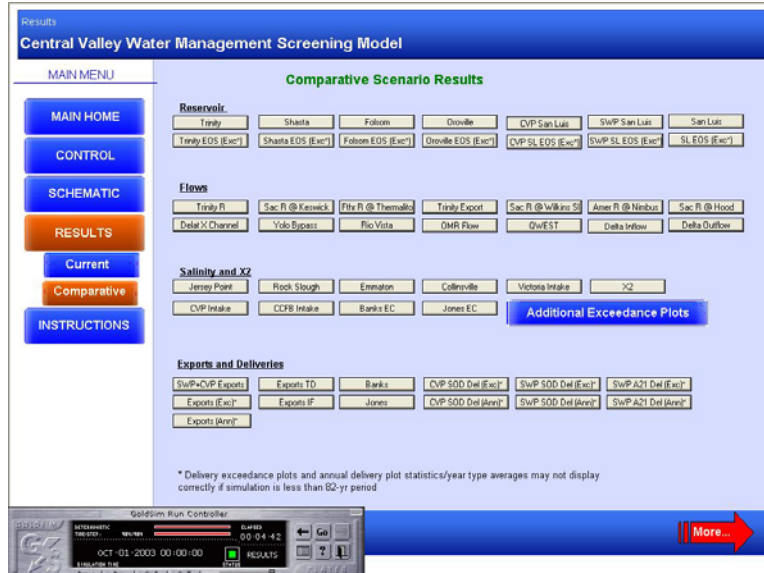 Results
Central Valley Water Management Screening Model
MAIN MENU
MAIN HOME
CONTROL
SCHEMATIC
RESULTS
Current
Comparative
INSTRUCTIONS
Comparative Scenario Results
Reservoir
Trinity Shasta Folsom Oroville CVP San Luis SWP San Luis San Luis
Trinity EOS (Exc*) Shasta EOS (Exc*) Folsom EOS (Exc*) Oroville EOS (Exc*) CVP SL EOS (Exc*) SWP SL EOS (Exc*) SL EOS (Exc*)
Flows
Trinity R Sac R @ Keswick Fthr R @ Thermalito Trinity Export Sac R @ Wilkins Sl Amer R @ Nimbus Sac R @ Hood
Delat X Channel Yolo Bypass Rio Vista OMR Flow QWEST Delta Inflow Delta Outflow
Salinity and X2
Jersey Point Rock Slough Emmaton Collinsville Victoria Intake X2
CVP Intake CCFB Intake Banks EC Jones EC Additional Exceedance Plots
Exports and Deliveries
SWP+CVP Exports Exports TD Banks CVP SOD Del (Exc)* SWP SOD Del (Exc)* SWP A21 Del (Exc)*
Exports (Exc)* Exports IF Jones CVP SOD Del (Ann)* SWP SOD Del (Ann)* SWP A21 Del (Ann)*
Exports (Ann)*
* Delivery exceedance plots and annual delivery plot statistics/year type averages may not display
correctly if simulation is less than 82-yr period
More...
GoldSim Run Controller
GOLDSIM
DETERMINISTIC ELAPSED
TIME-STEP: 00:04:42 Go
OCT-01-2003 00:00:00 RESULTS ?
SIMULATION TIME STATUS PLAYER